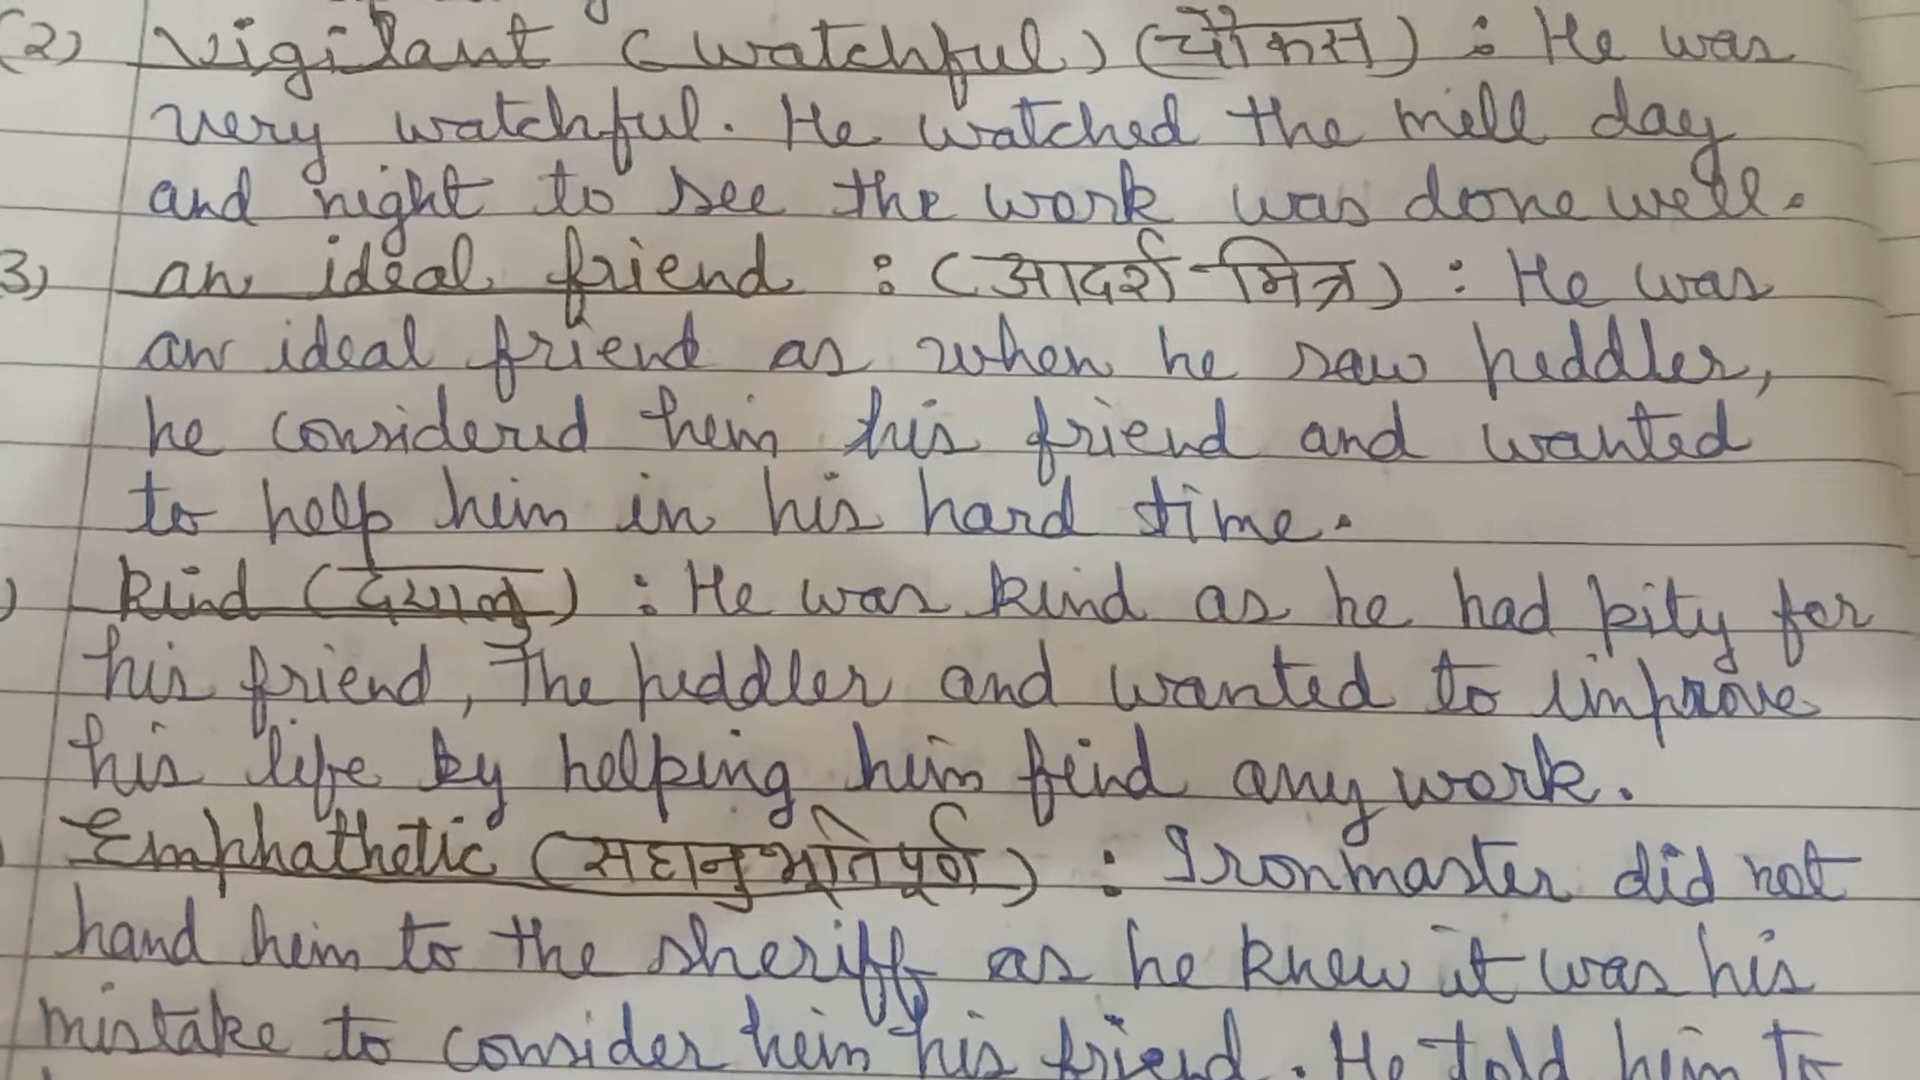 (2) Vigilant (watchful) (चौकस) : He was
very watchful. He watched the mill day
and night to see the work was done well.
3) an ideal friend : (आदर्श मित्र) : He was
an ideal friend as when he saw peddler,
he considered him his friend and wanted
to help him in his hard time.
) Kind (दयालु) : He was kind as he had pity for
his friend, The peddler and wanted to improve
his life by helping him find any work.
Emphathetic (सहानुभूतिपूर्ण) : Ironmaster did not
hand him to the sheriff as he knew it was his
mistake to consider him his friend. He told him to